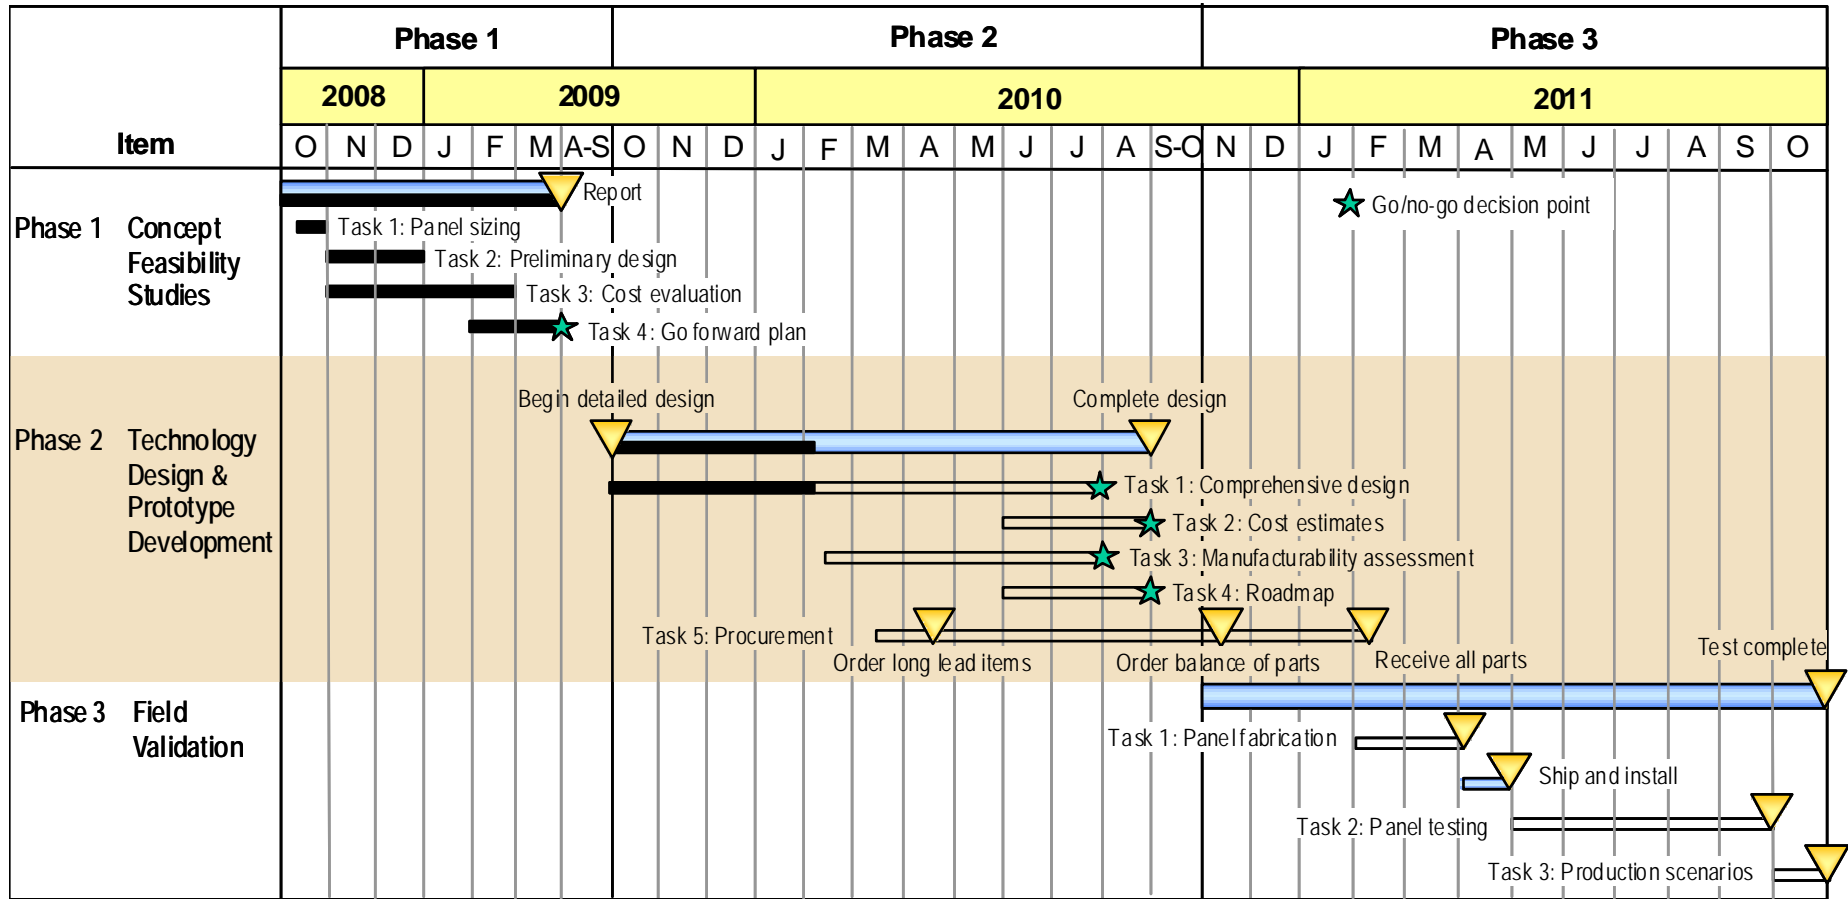 Phase 1 Phase 2 Phase 3
2008 2009 2010 2011
Item O N D J F M A-S O N D J F M A M J J A S-O N D J F M A M J J A S O
Report
Go/no-go decision point
Phase 1 Concept
Feasibility
Studies
Task 1: Panel sizing
Task 2: Preliminary design
Task 3: Cost evaluation
Task 4: Go forward plan
Begin detailed design Complete design
Phase 2 Technology
Design &
Prototype
Development
Task 1: Comprehensive design
Task 2: Cost estimates
Task 3: Manufacturability assessment
Task 4: Roadmap
Task 5: Procurement
Order long lead items Order balance of parts Receive all parts
Test complete
Phase 3 Field
Validation
Task 1: Panel fabrication
Ship and install
Task 2: Panel testing
Task 3: Production scenarios